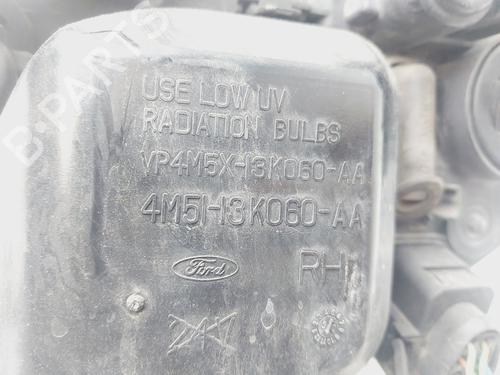 B-PARTS
USE LOW UV
RADIATION BULBS
VP4M5X-13K060-AA
4M51-13K060-AA
Ford
RH